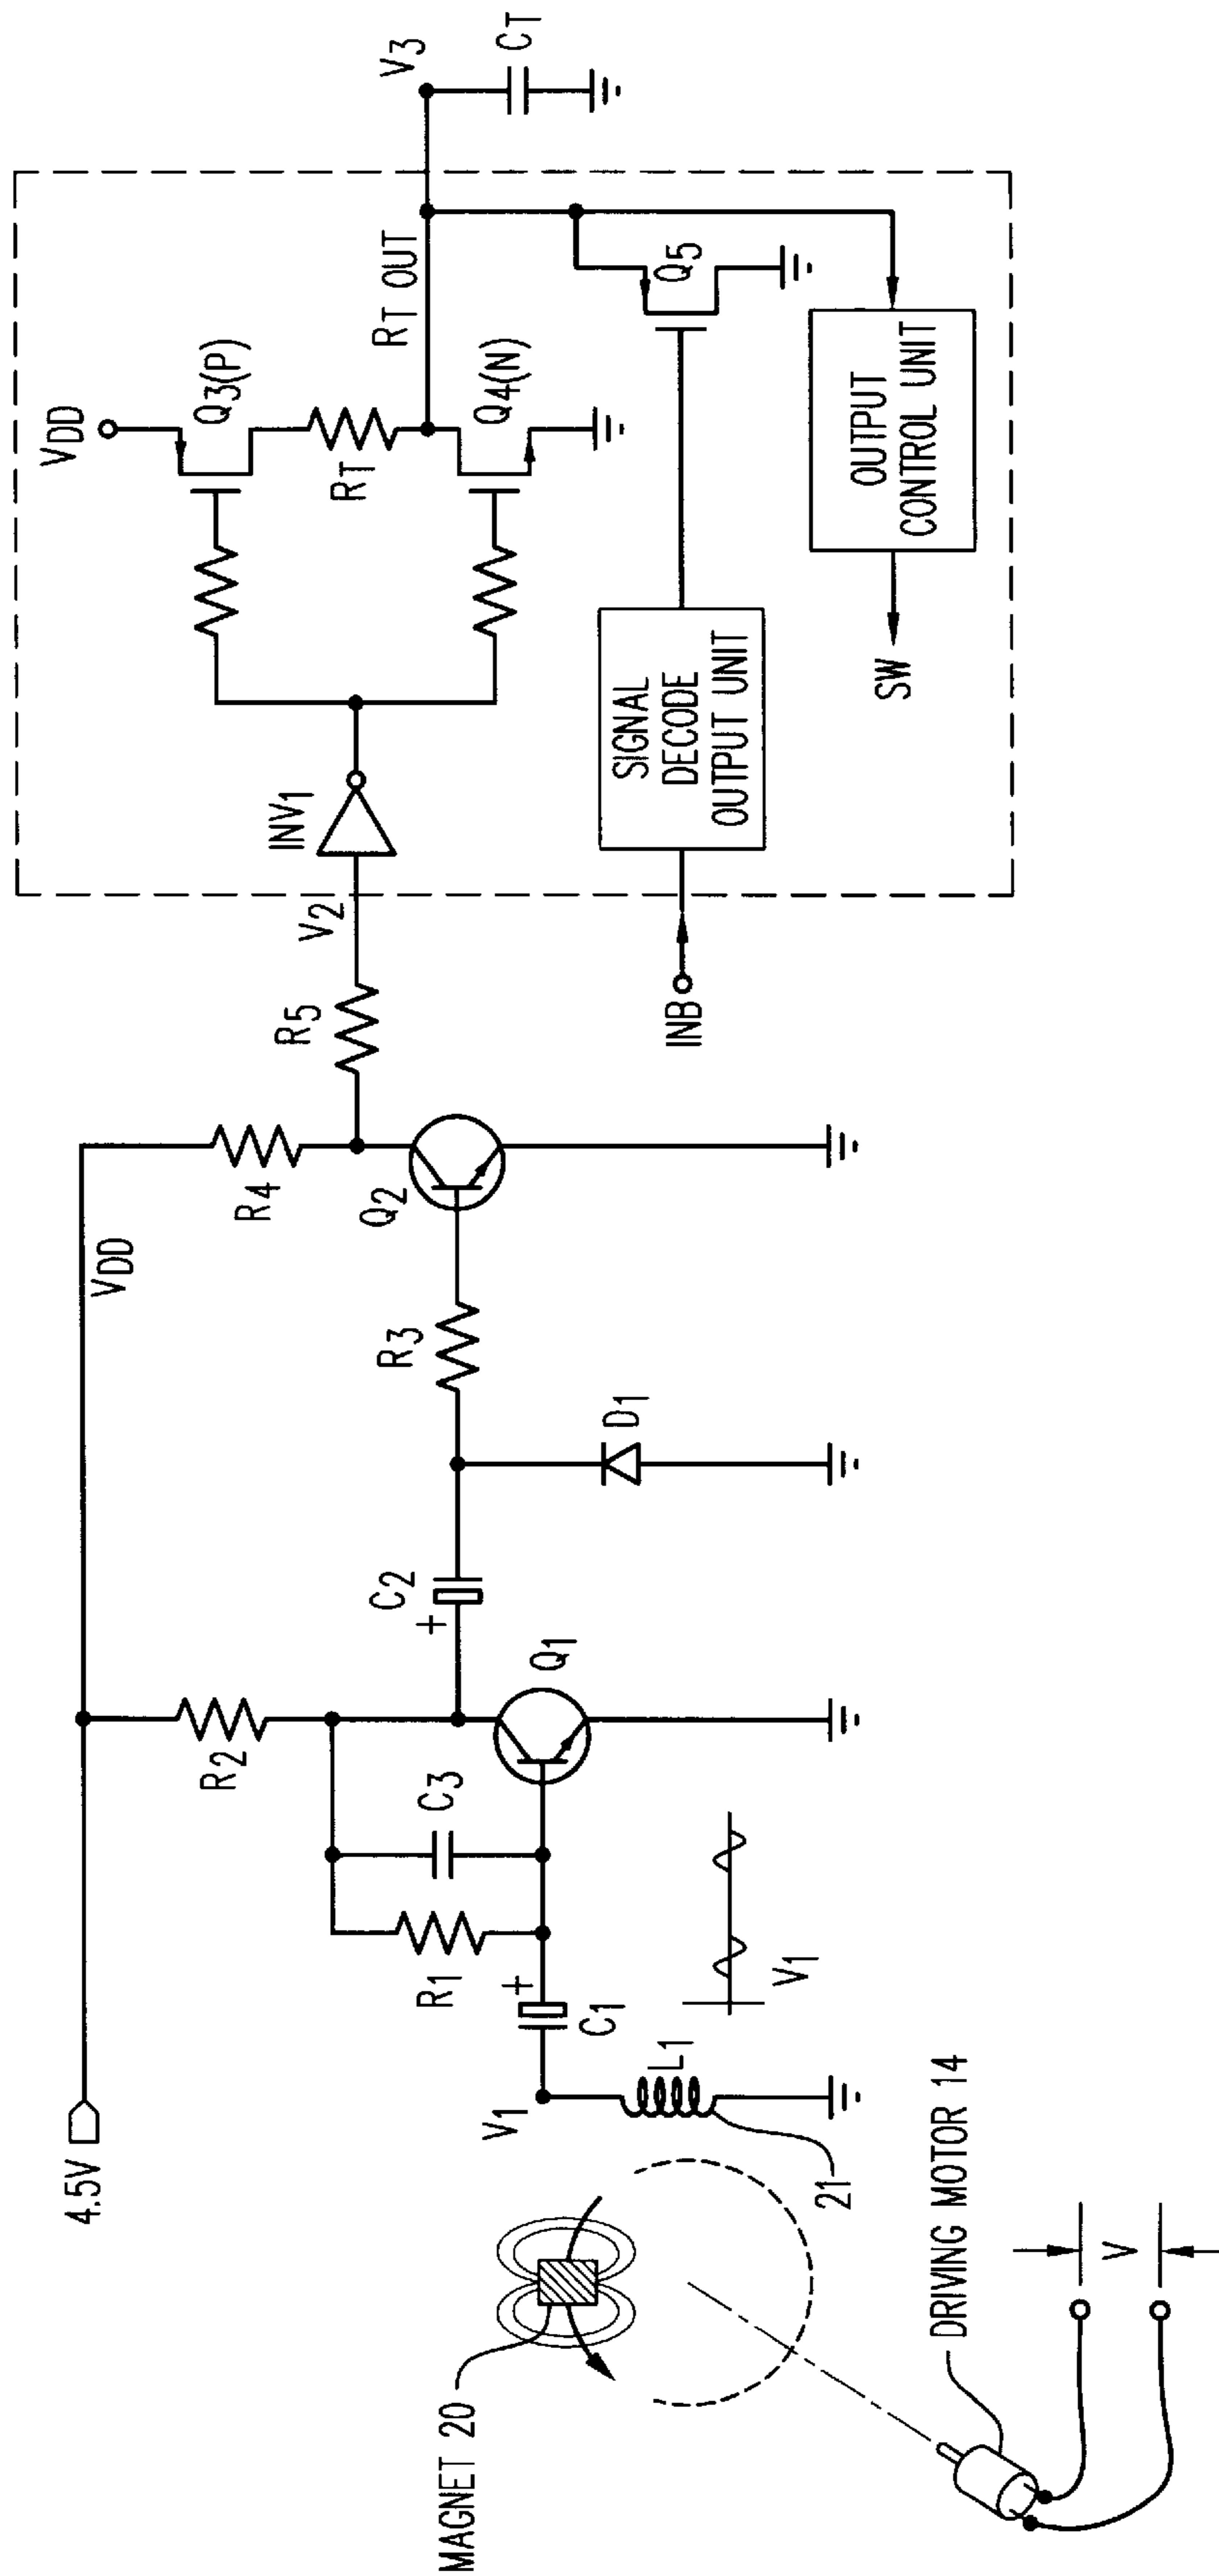 4.5V
VDD
R2
R1
C3
Q1
C1
+
V1
L1
21
V1
C2
+
D1
R3
R4
Q2
R5
V2
INV1
VDD
Q3(P)
RT
Q4(N)
RT OUT
V3
CT
Q5
INB
SIGNAL
DECODE
OUTPUT UNIT
OUTPUT
CONTROL UNIT
SW
MAGNET 20
DRIVING MOTOR 14
V